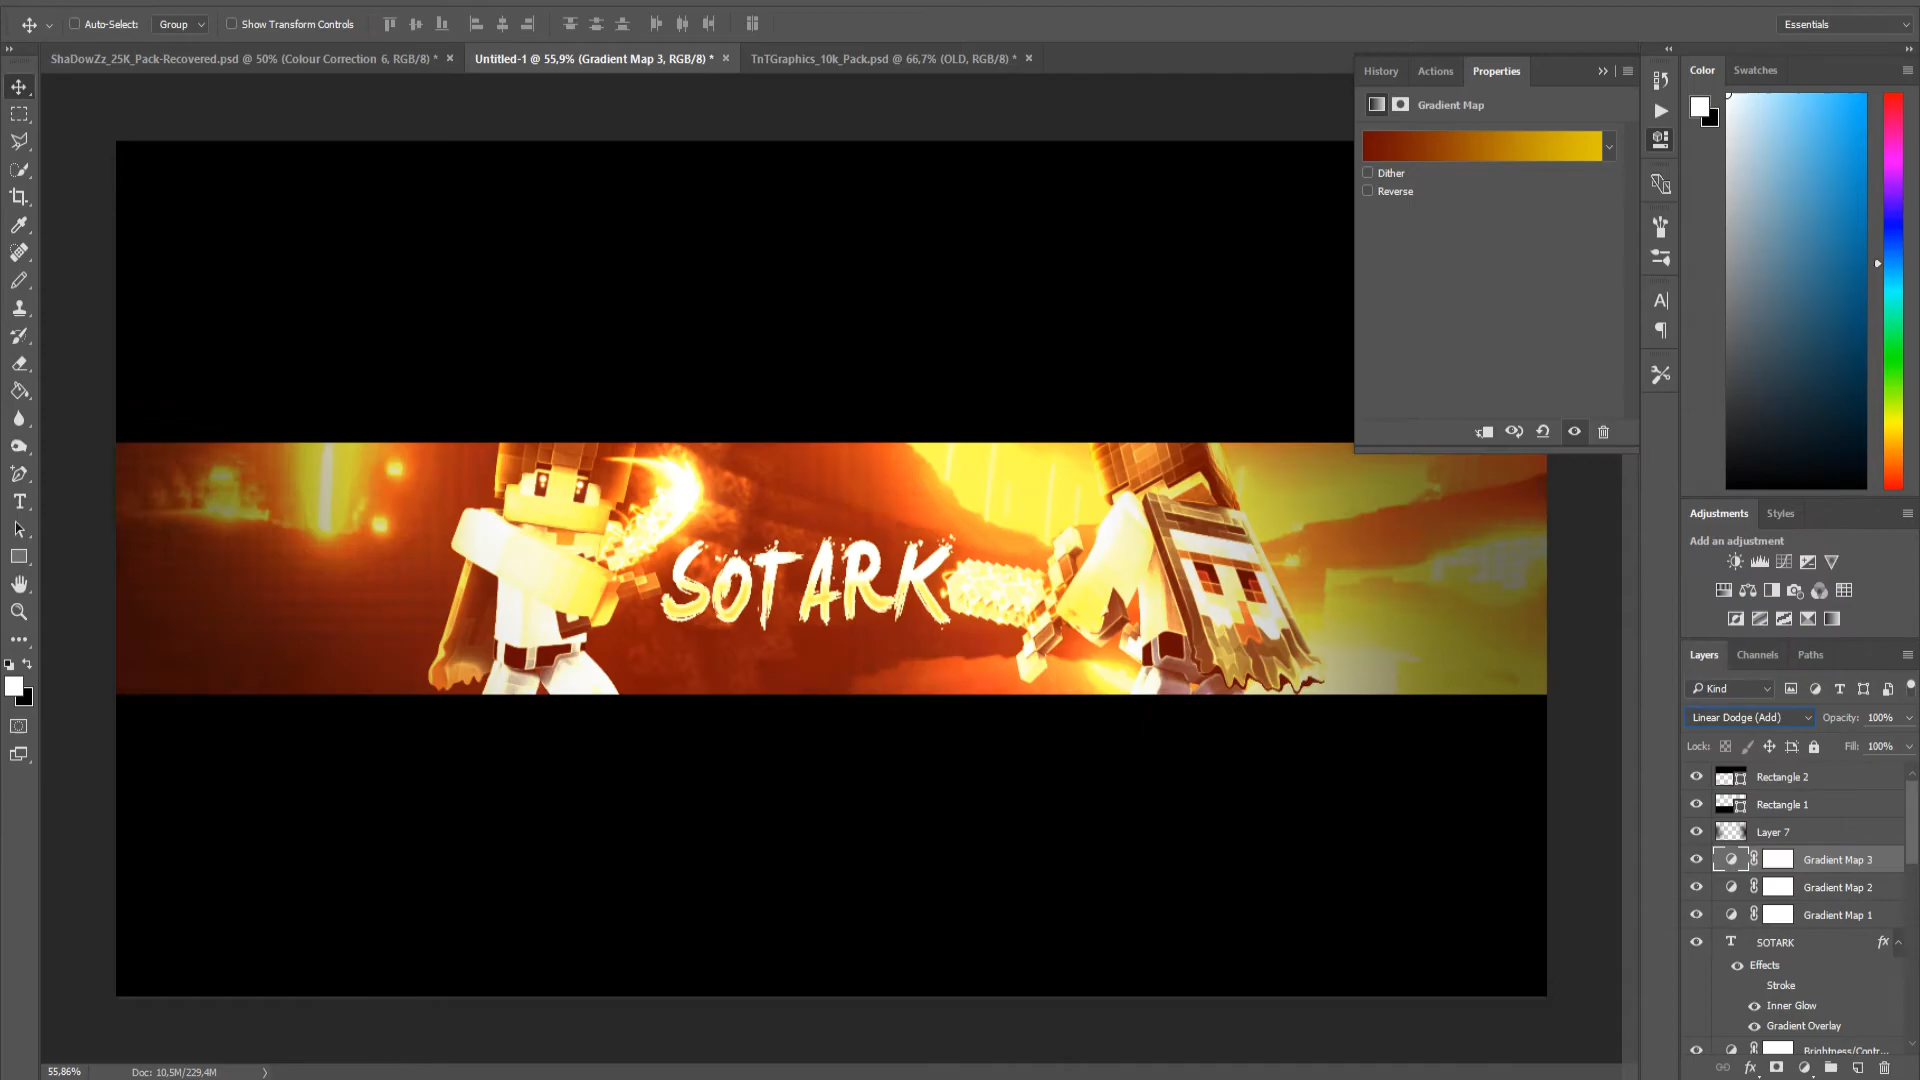 Auto-Select:
Group
Show Transform Controls
Essentials
ShaDowZz_25K_Pack-Recovered.psd @ 50% (Colour Correction 6, RGB/8) *
Untitled-1 @ 55,9% (Gradient Map 3, RGB/8) *
TnTGraphics_10k_Pack.psd @ 66,7% (OLD, RGB/8) *
History
Actions
Properties
Color
Swatches
Gradient Map
Dither
Reverse
SOTARK
Adjustments
Styles
Add an adjustment
Layers
Channels
Paths
Kind
Linear Dodge (Add)
Opacity: 100%
Lock:
Fill: 100%
Rectangle 2
Rectangle 1
Layer 7
Gradient Map 3
Gradient Map 2
Gradient Map 1
SOTARK
fx
Effects
Stroke
Inner Glow
Gradient Overlay
Brightness/Contr...
55,86%
Doc: 10,5M/229,4M